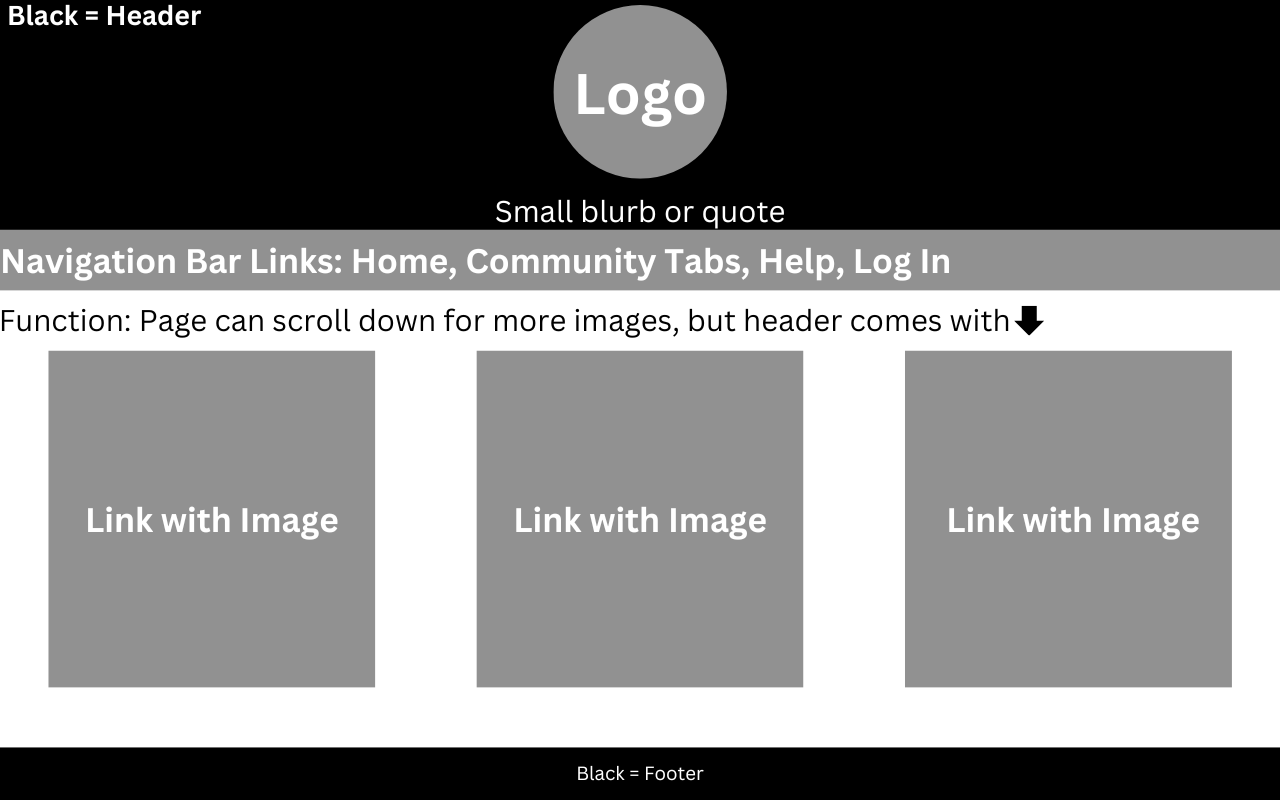 Black = Header
Logo
Small blurb or quote
Navigation Bar Links: Home, Community Tabs, Help, Log In
Function: Page can scroll down for more images, but header comes with
Link with Image
Link with Image
Link with Image
Black = Footer